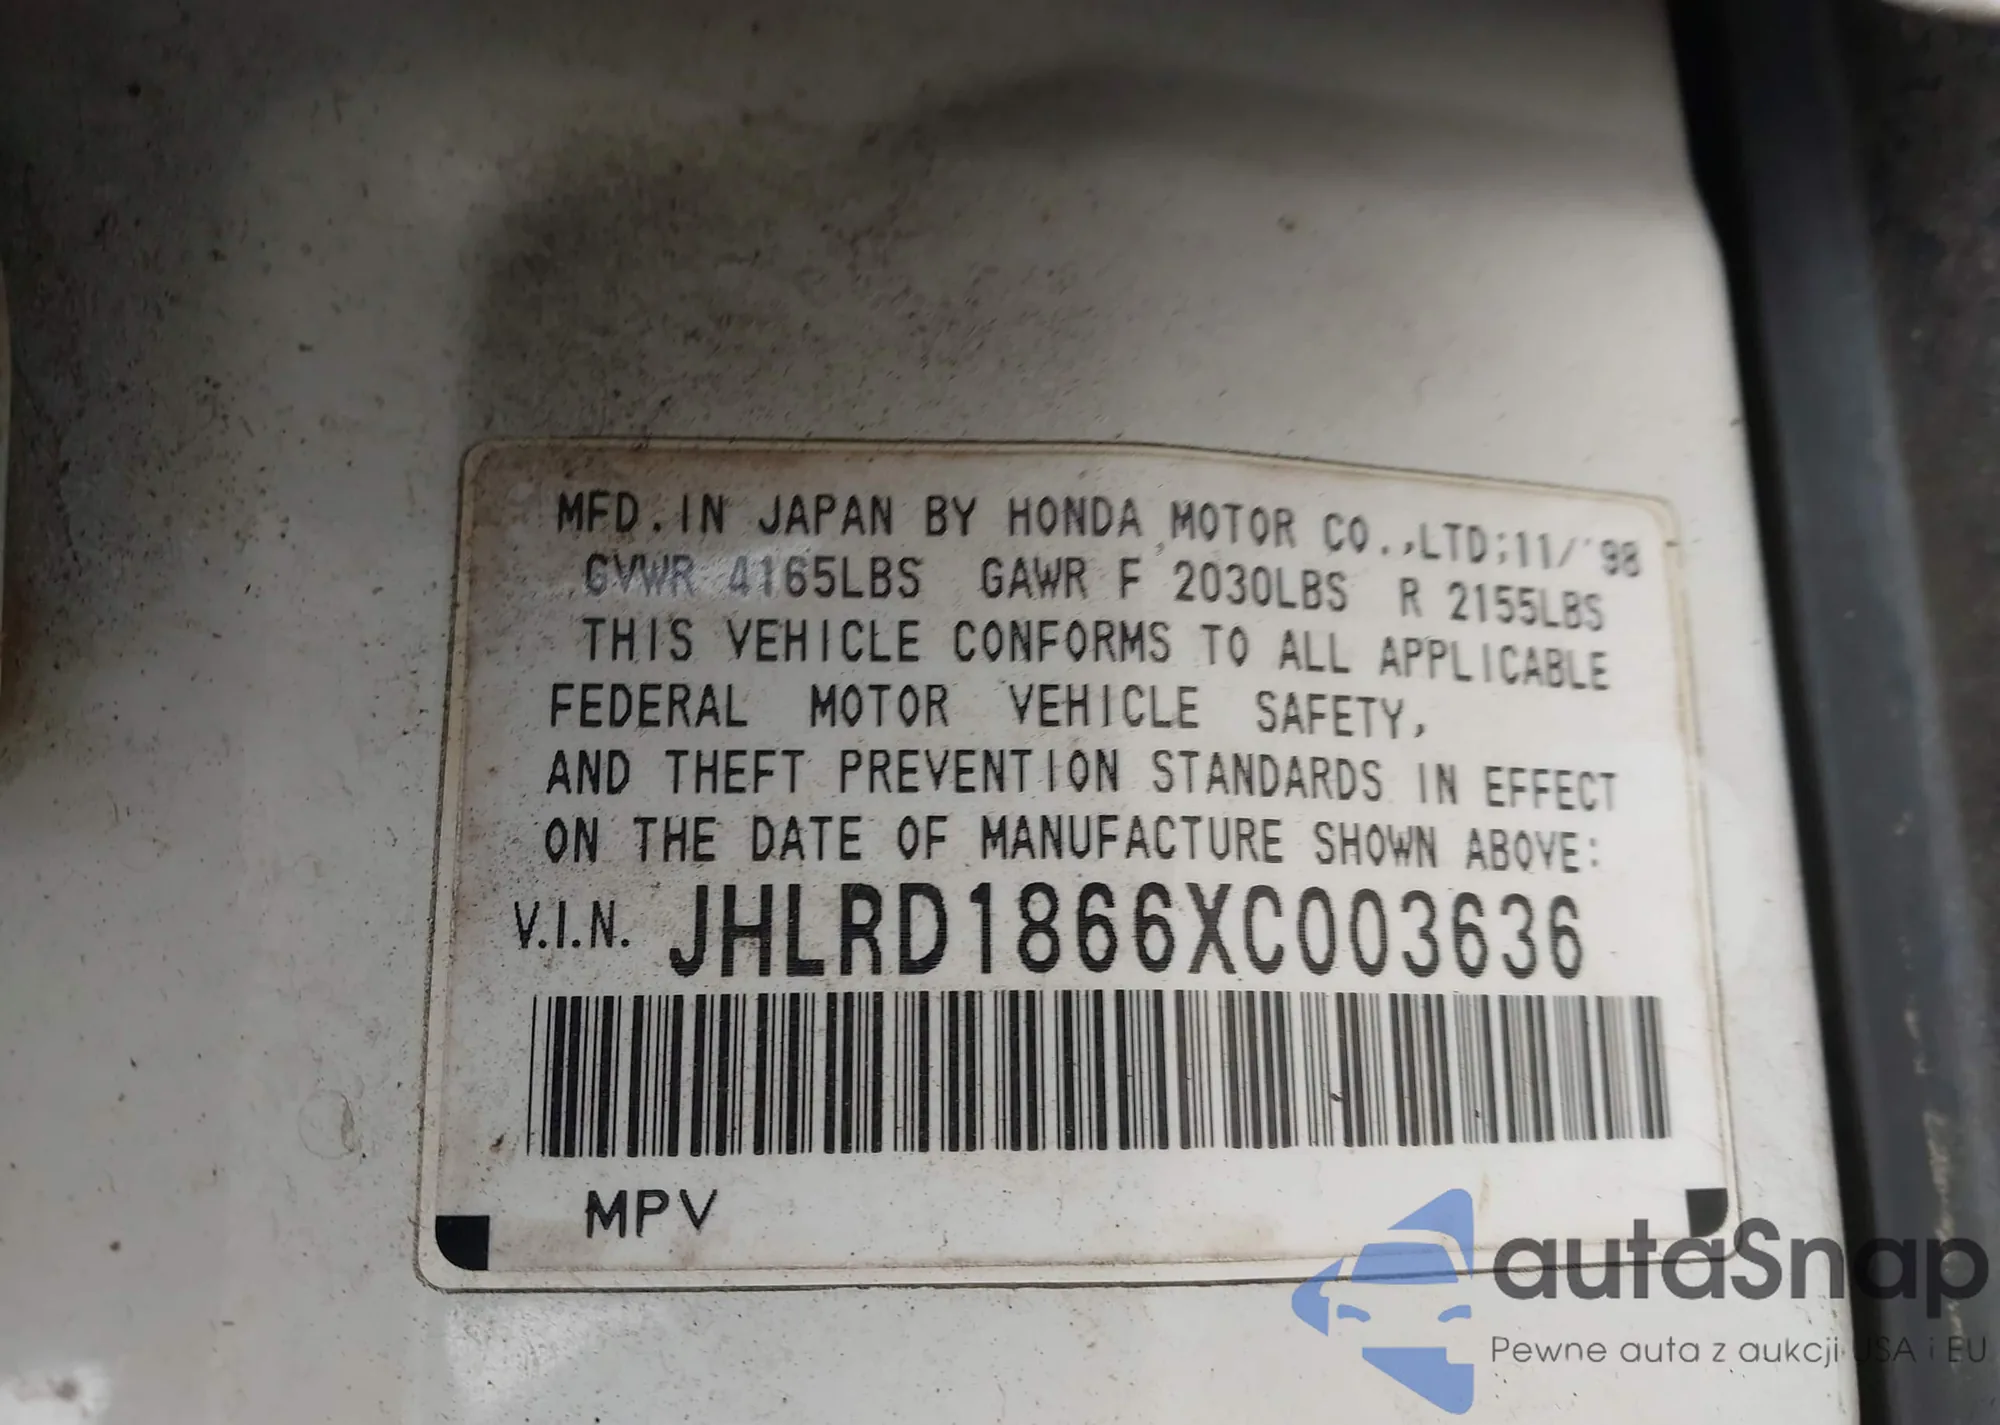 MFD.IN JAPAN BY HONDA MOTOR CO.,LTD;11/'98
GVWR 4165LBS GAWR F 2030LBS R 2155LBS
THIS VEHICLE CONFORMS TO ALL APPLICABLE
FEDERAL MOTOR VEHICLE SAFETY,
AND THEFT PREVENTION STANDARDS IN EFFECT
ON THE DATE OF MANUFACTURE SHOWN ABOVE:
V.I.N. JHLRD1866XC003636
MPV
autaSnap
Pewne auta z aukcji USA i EU